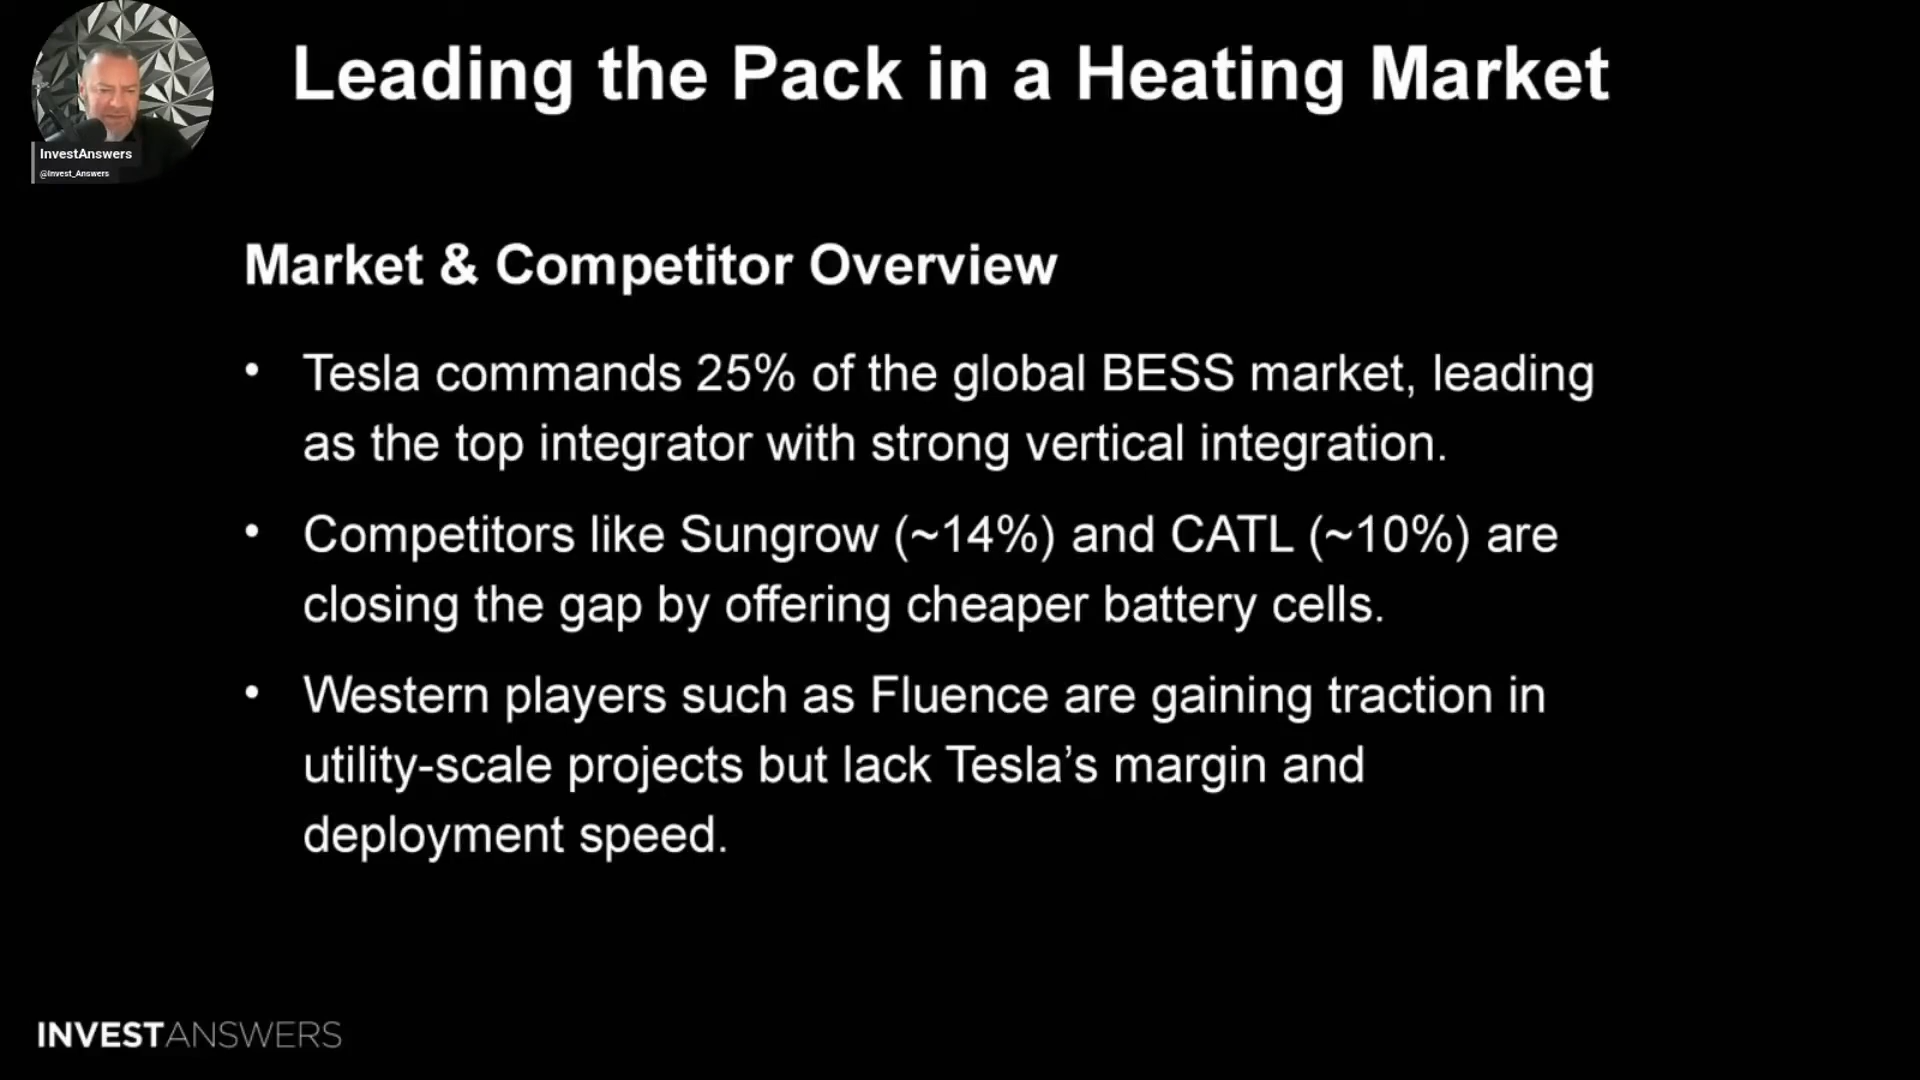 Leading the Pack in a Heating Market
InvestAnswers
@Invest_Answers
Market & Competitor Overview
• Tesla commands 25% of the global BESS market, leading
as the top integrator with strong vertical integration.
• Competitors like Sungrow (~14%) and CATL (~10%) are
closing the gap by offering cheaper battery cells.
• Western players such as Fluence are gaining traction in
utility-scale projects but lack Tesla’s margin and
deployment speed.
INVESTANSWERS